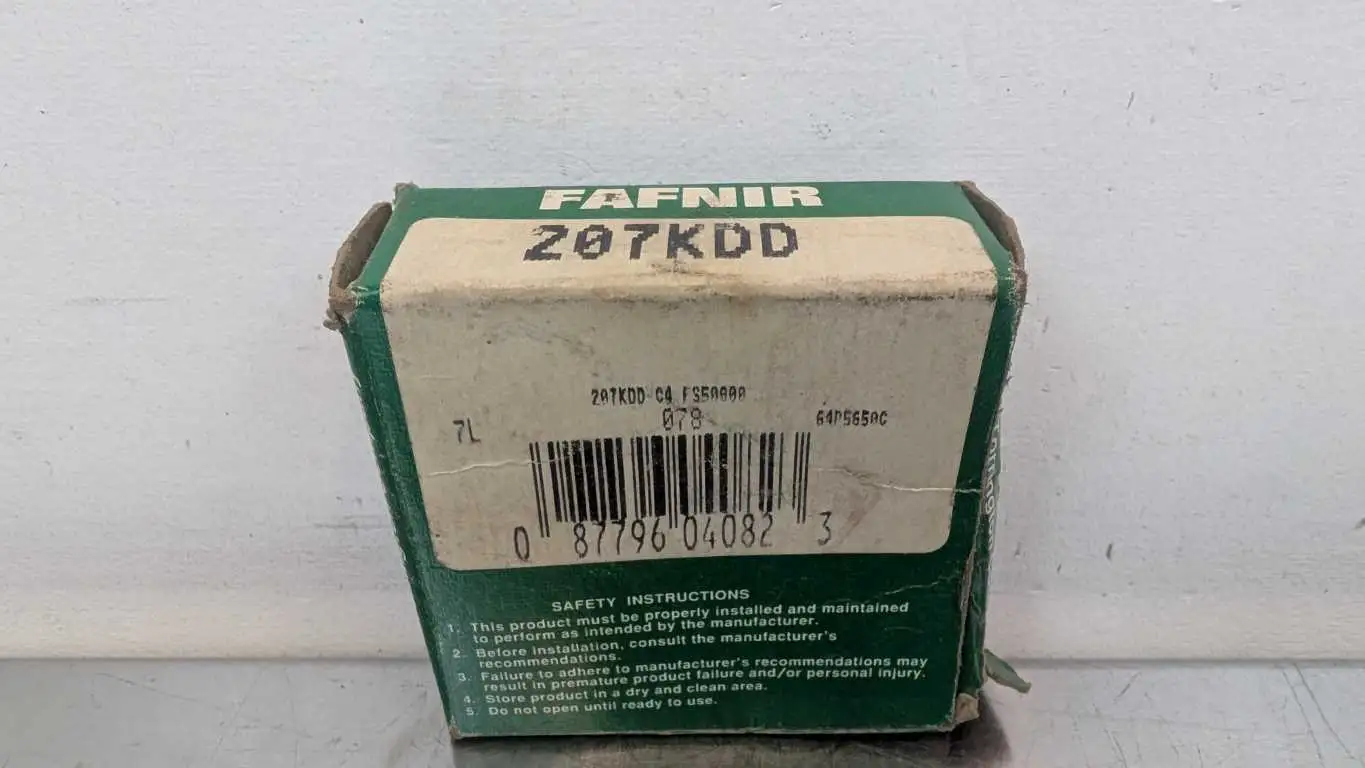 FAFNIR
207KDD
207KDD C4 FS50000
078
7L
0 87796 04082 3
SAFETY INSTRUCTIONS
1. This product must be properly installed and maintained
to perform as intended by the manufacturer.
2. Before installation, consult the manufacturer's
recommendations.
3. Failure to adhere to manufacturer's recommendations may
result in premature product failure and/or personal injury.
4. Store product in a dry and clean area.
5. Do not open until ready to use.